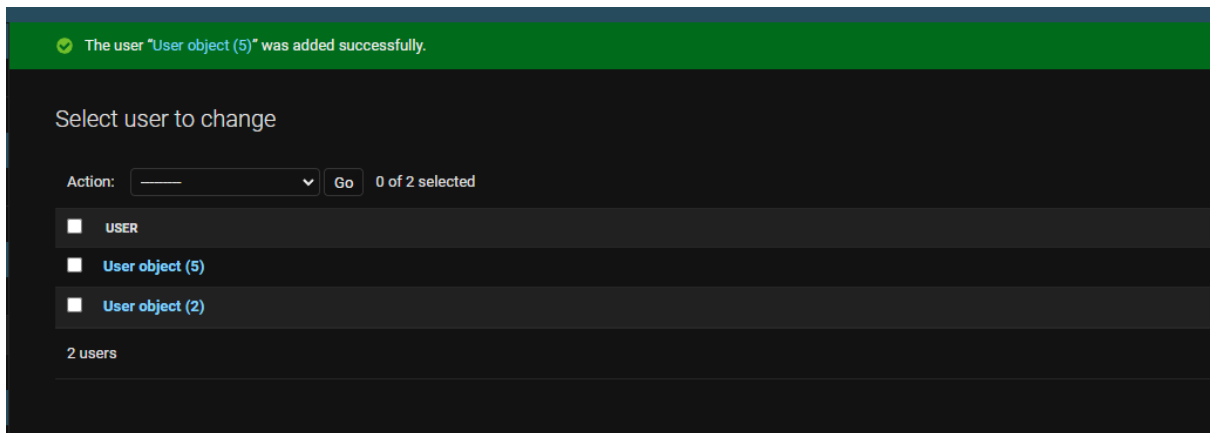 The user “User object (5)” was added successfully.
Select user to change
Action: ——— Go 0 of 2 selected
USER
User object (5)
User object (2)
2 users